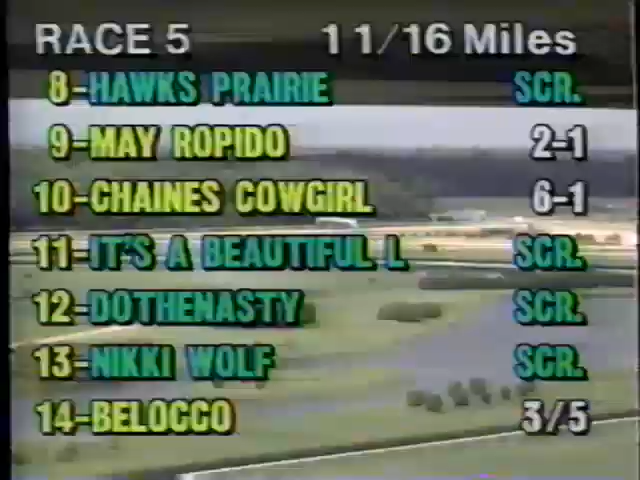 RACE 5 1 1/16 Miles
8-HAWKS PRAIRIE SCR.
9-MAY ROPIDO 2-1
10-CHAINES COWGIRL 6-1
11-IT'S A BEAUTIFUL L SCR.
12-DOTHENASTY SCR.
13-NIKKI WOLF SCR.
14-BELOCCO 3/5